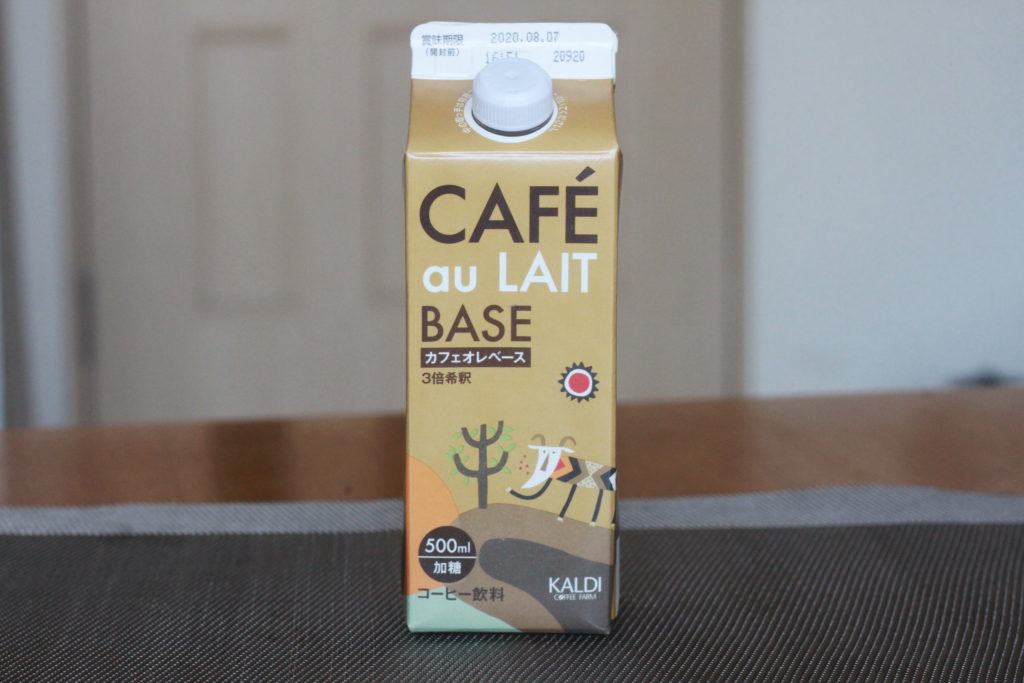 賞味期限 2020.08.07
(開封前) 20920
CAFÉ
au LAIT
BASE
カフェオレベース
3倍希釈
500ml
加糖
コーヒー飲料
KALDI
COFFEE FARM